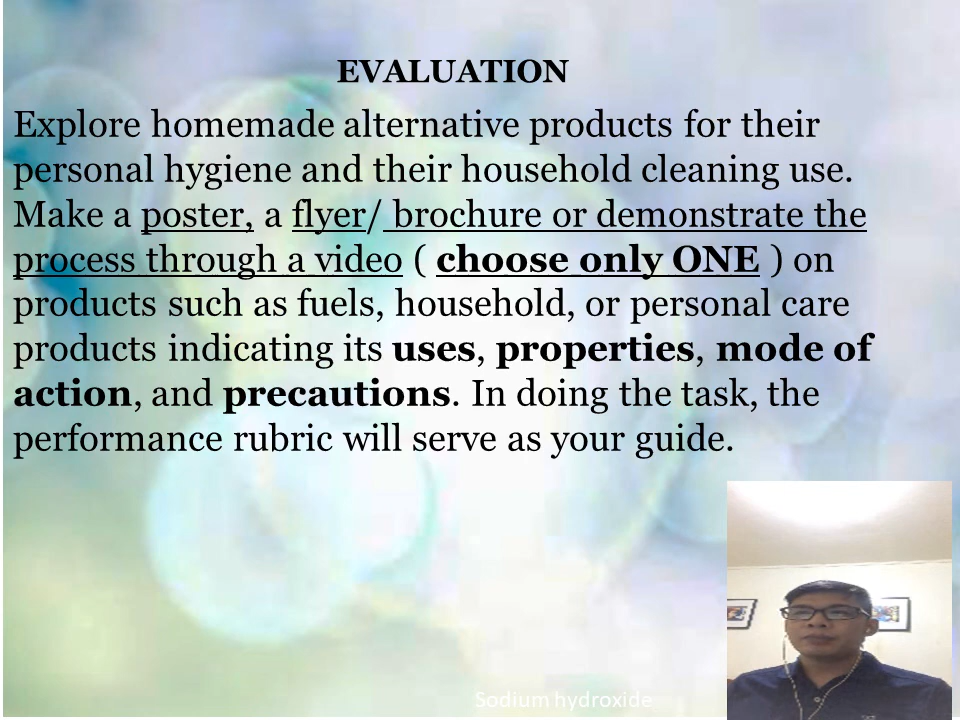 EVALUATION
Explore homemade alternative products for their
personal hygiene and their household cleaning use.
Make a poster, a flyer/ brochure or demonstrate the
process through a video ( choose only ONE ) on
products such as fuels, household, or personal care
products indicating its uses, properties, mode of
action, and precautions. In doing the task, the
performance rubric will serve as your guide.
Sodium hydroxide